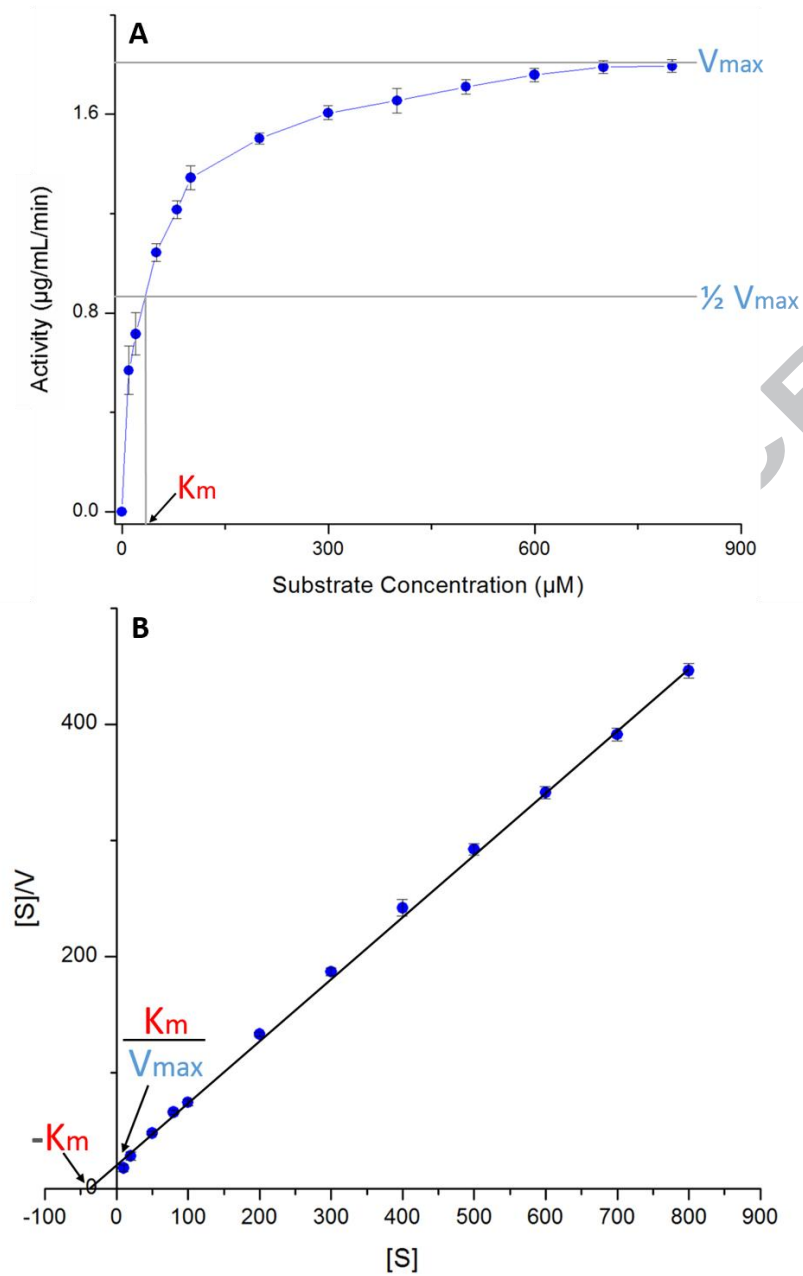 A
Vmax
1.6
Activity (µg/mL/min)
½ Vmax
0.8
Km
0.0
0 300 600 900
Substrate Concentration (µM)
B
400
[S]/V
200
Km
Vmax
-Km
0
-100 0 100 200 300 400 500 600 700 800 900
[S]